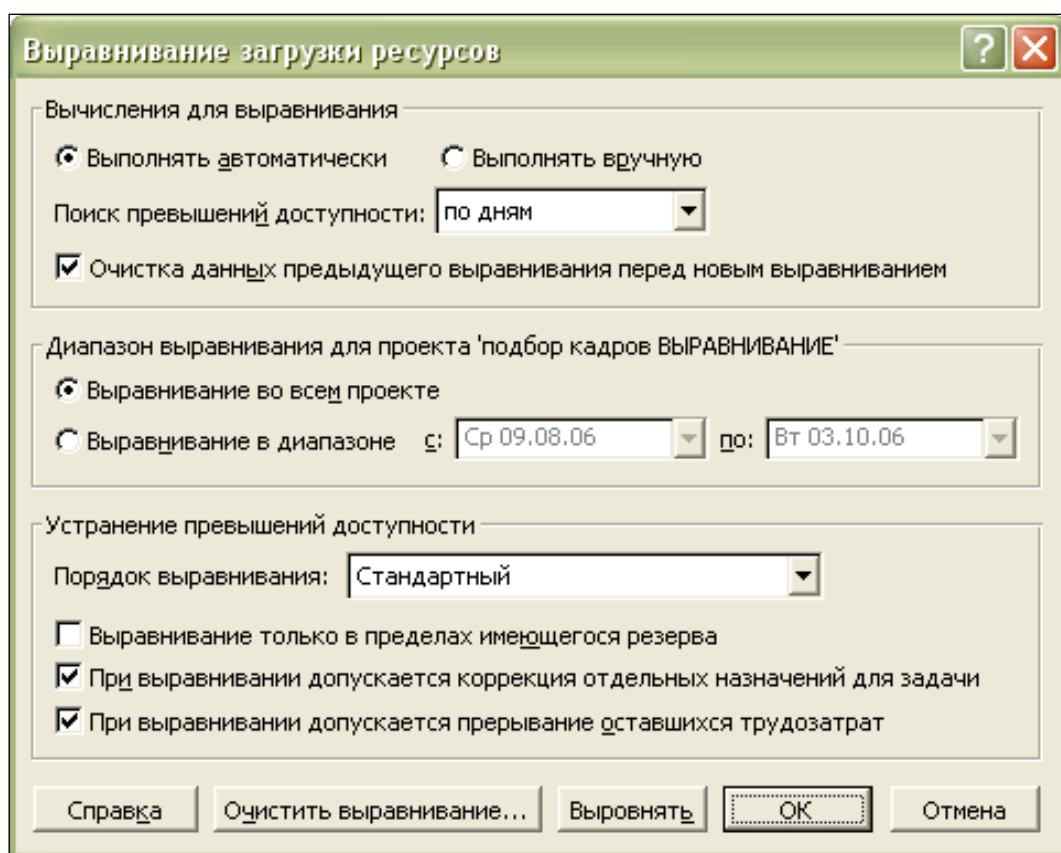 Выравнивание загрузки ресурсов
Вычисления для выравнивания
Выполнять автоматически Выполнять вручную
Поиск превышений доступности: по дням
Очистка данных предыдущего выравнивания перед новым выравниванием
Диапазон выравнивания для проекта 'подбор кадров ВЫРАВНИВАНИЕ'
Выравнивание во всем проекте
Выравнивание в диапазоне с: Ср 09.08.06 по: Вт 03.10.06
Устранение превышений доступности
Порядок выравнивания: Стандартный
Выравнивание только в пределах имеющегося резерва
При выравнивании допускается коррекция отдельных назначений для задачи
При выравнивании допускается прерывание оставшихся трудозатрат
Справка Очистить выравнивание... Выровнять ОК Отмена